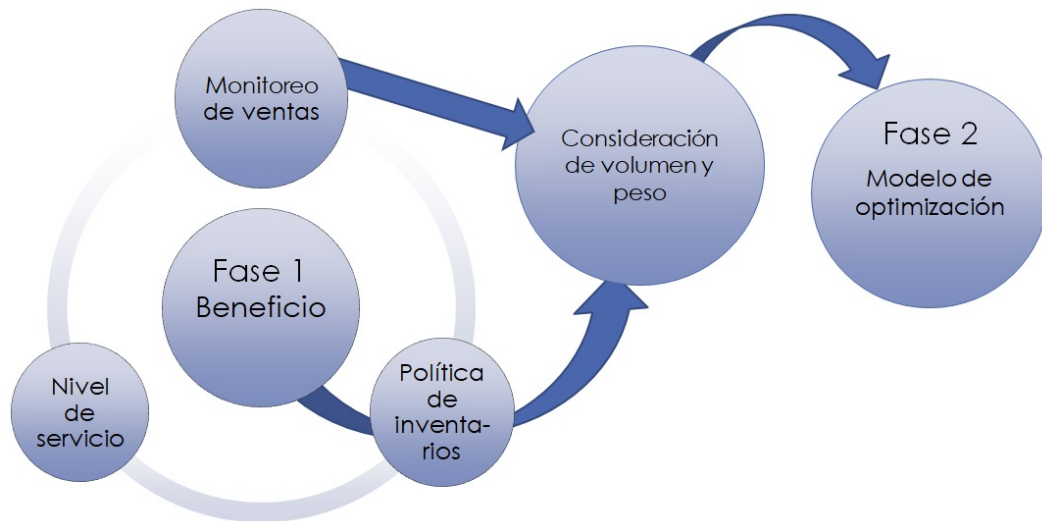 Monitoreo
de ventas
Fase 1
Beneficio
Nivel
de
servicio
Política
de
inventa-
rios
Consideración
de volumen y
peso
Fase 2
Modelo de
optimización